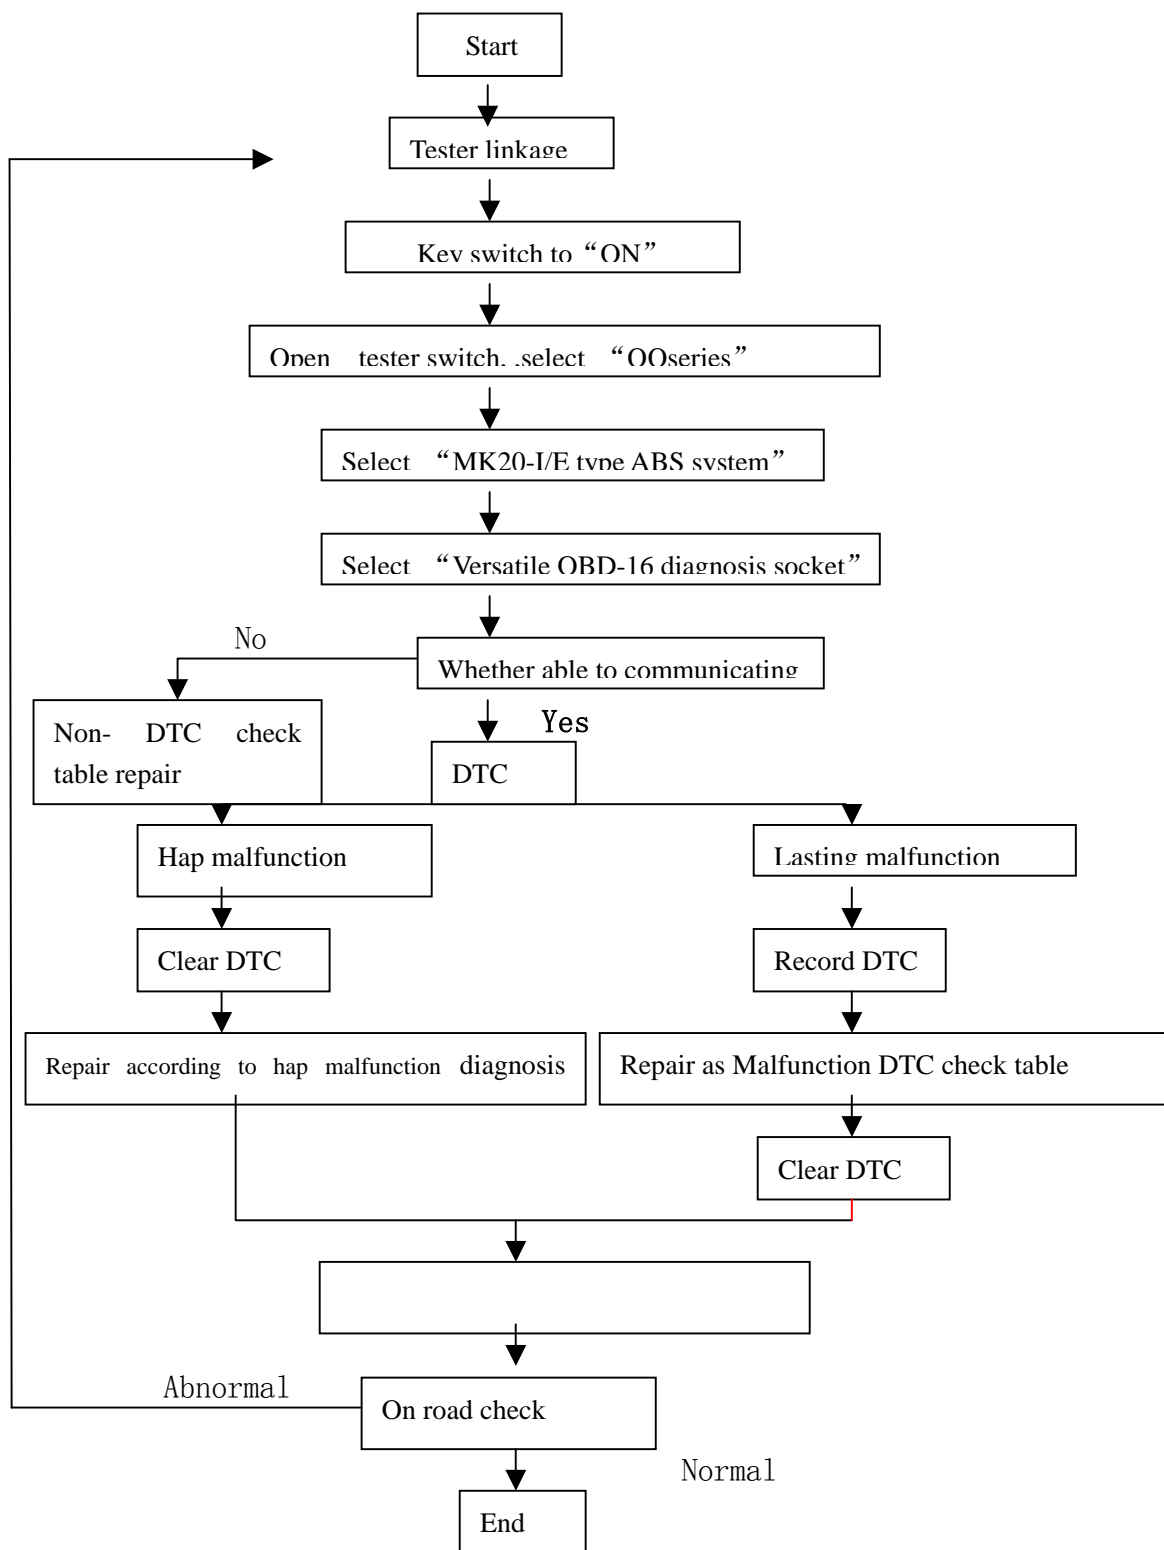 Start
Tester linkage
Key switch to “ON”
Open tester switch, ,select “QQseries”
Select “MK20-I/E type ABS system”
Select “Versatile OBD-16 diagnosis socket”
No
Whether able to communicating
Non- DTC check
table repair
Yes
DTC
Hap malfunction
Lasting malfunction
Clear DTC
Record DTC
Repair according to hap malfunction diagnosis
Repair as Malfunction DTC check table
Clear DTC
Abnormal
On road check
Normal
End